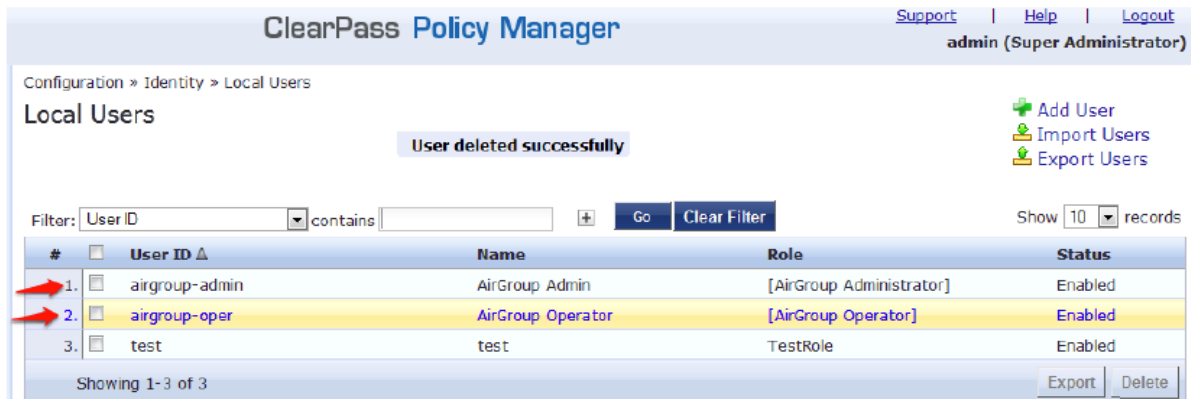 ClearPass Policy Manager
Support | Help | Logout
admin (Super Administrator)
Configuration » Identity » Local Users
Local Users
User deleted successfully
Add User
Import Users
Export Users
Filter: User ID contains + Go Clear Filter Show 10 records
# User ID Name Role Status
1. airgroup-admin AirGroup Admin [AirGroup Administrator] Enabled
2. airgroup-oper AirGroup Operator [AirGroup Operator] Enabled
3. test test TestRole Enabled
Showing 1-3 of 3 Export Delete